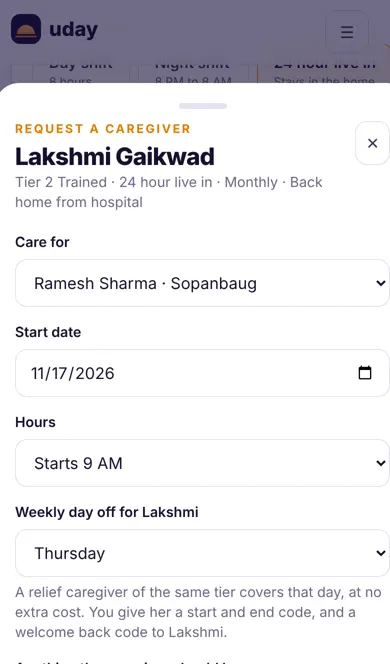 uday
Day shift
Night shift
24 hour live in
8 hours
8 PM to 8 AM
Stays in the home
REQUEST A CAREGIVER
Lakshmi Gaikwad
Tier 2 Trained · 24 hour live in · Monthly · Back
home from hospital
Care for
Ramesh Sharma · Sopanbaug
Start date
11/17/2026
Hours
Starts 9 AM
Weekly day off for Lakshmi
Thursday
A relief caregiver of the same tier covers that day, at no
extra cost. You give her a start and end code, and a
welcome back code to Lakshmi.